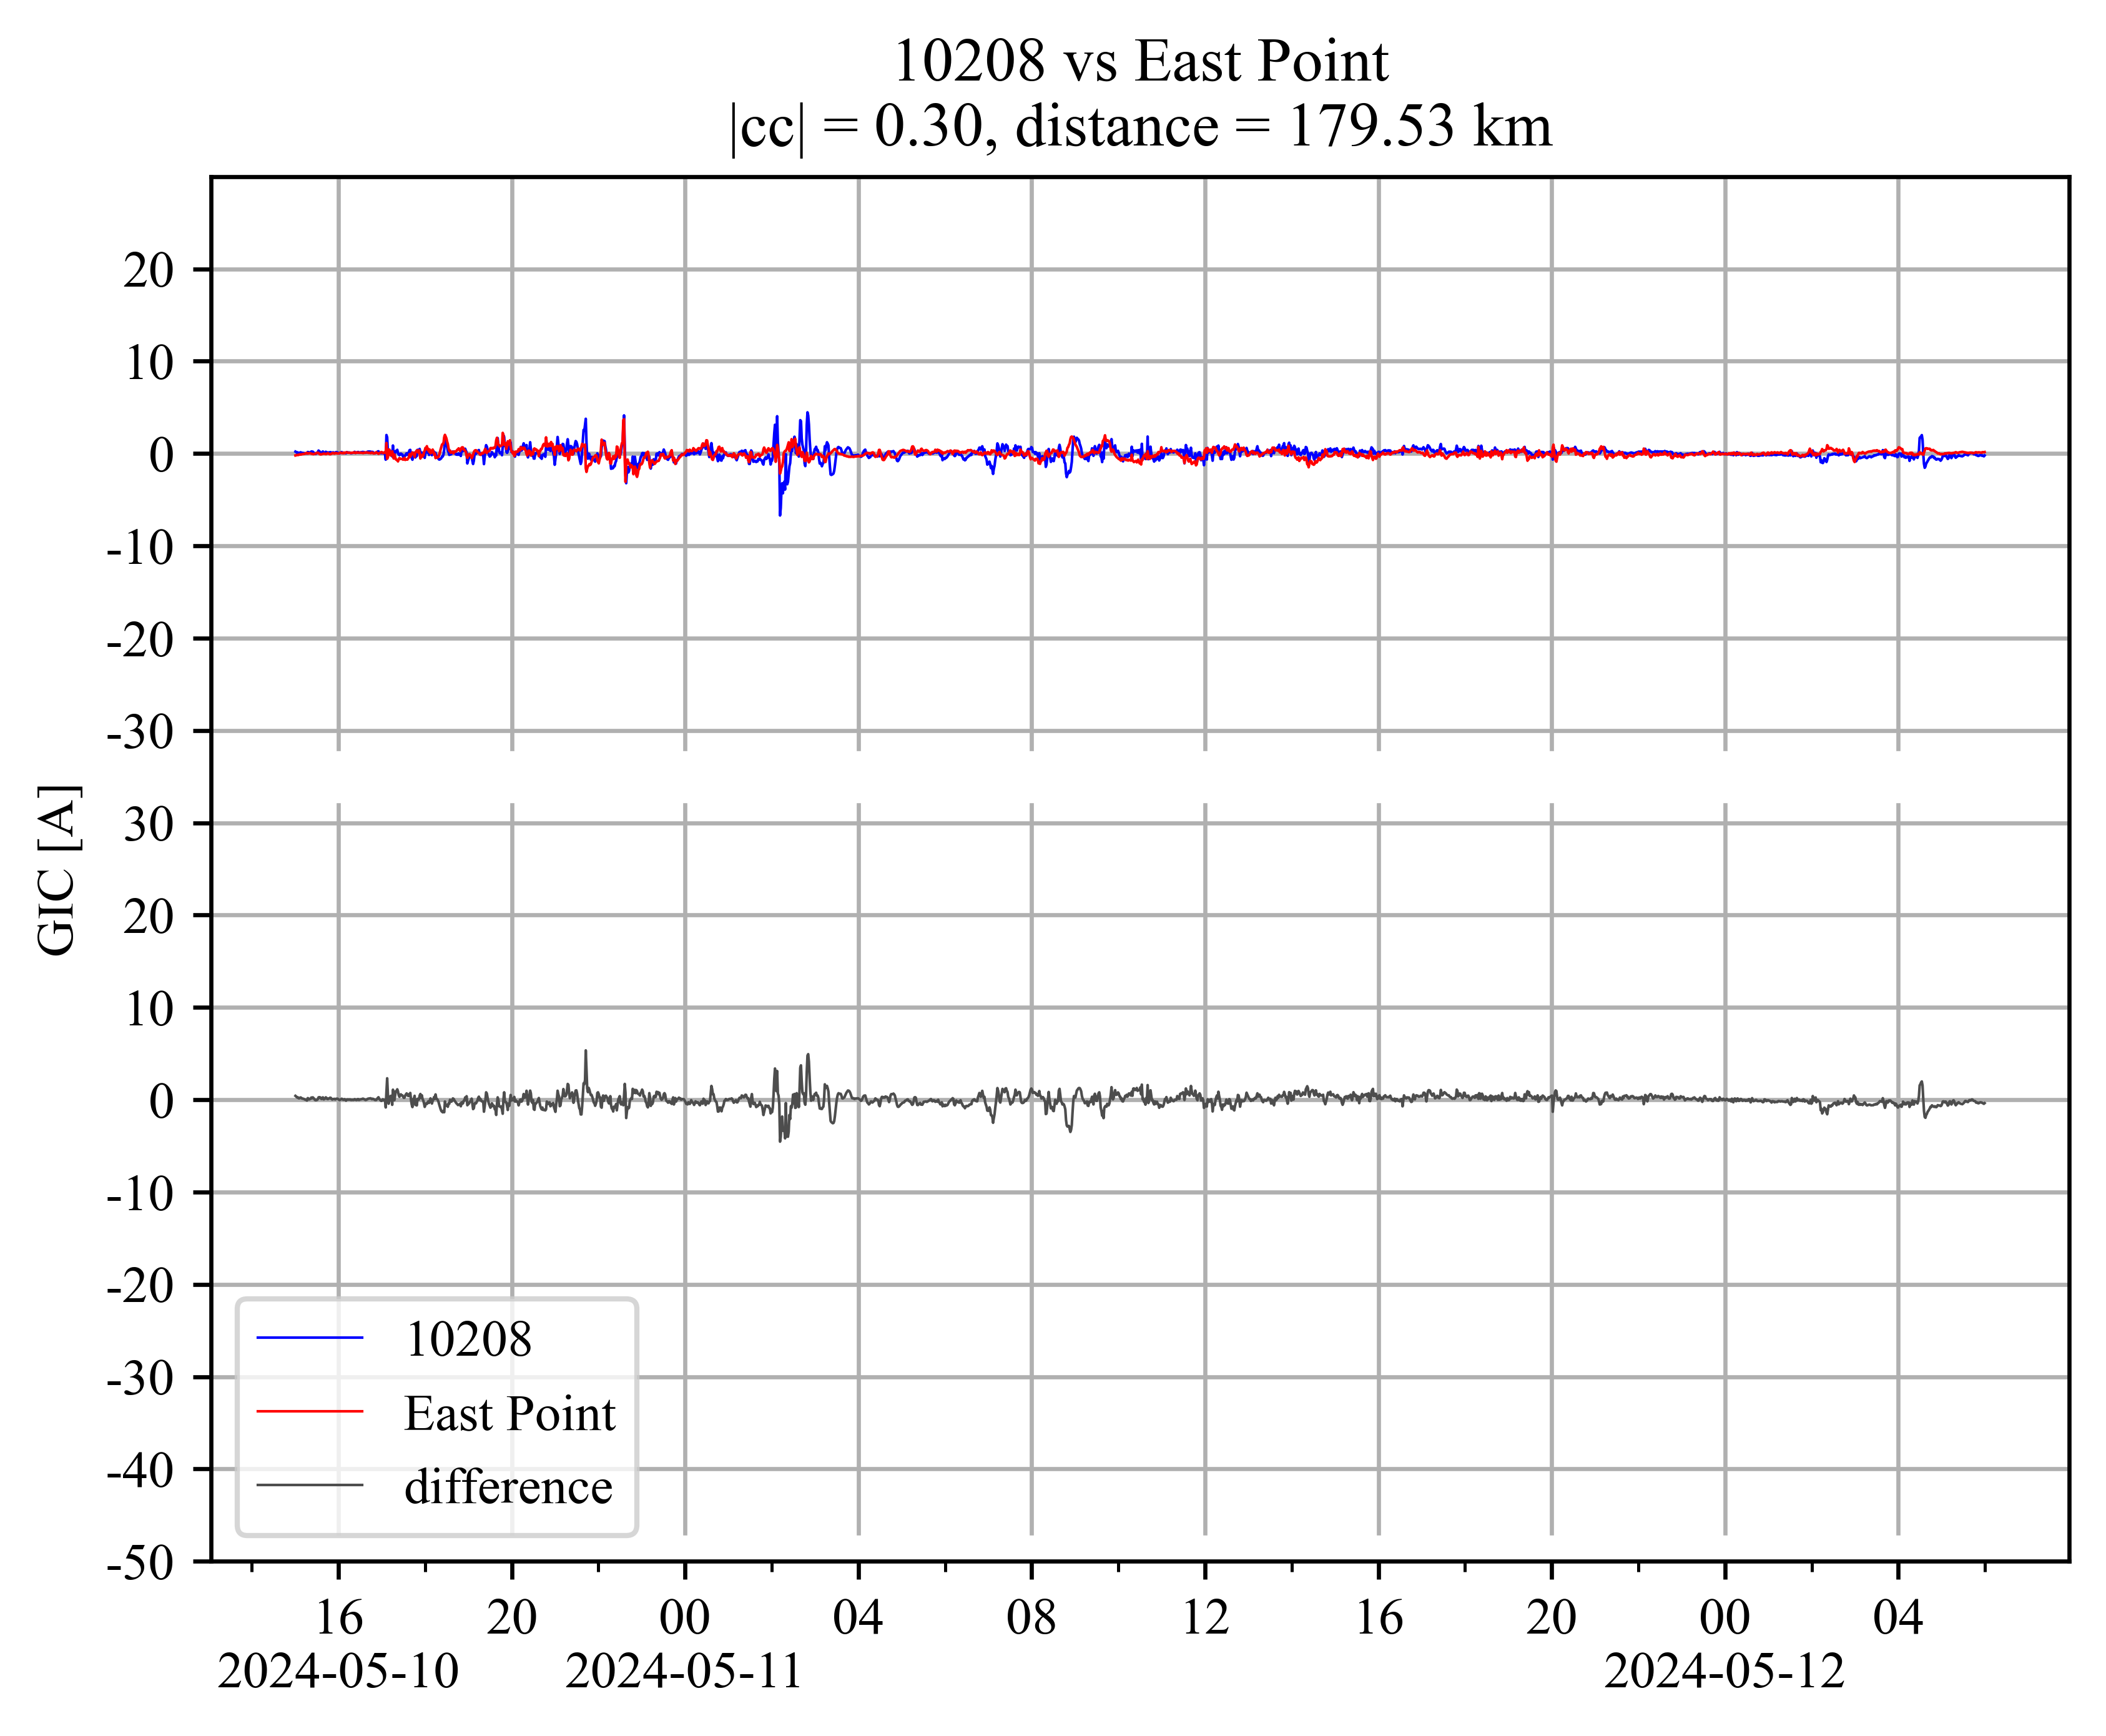 10208 vs East Point
|cc| = 0.30, distance = 179.53 km
GIC [A]
20
10
0
-10
-20
-30
30
20
10
0
-10
-20
-30
-40
-50
10208
East Point
difference
16 20 00 04 08 12 16 20 00 04
2024-05-10 2024-05-11 2024-05-12